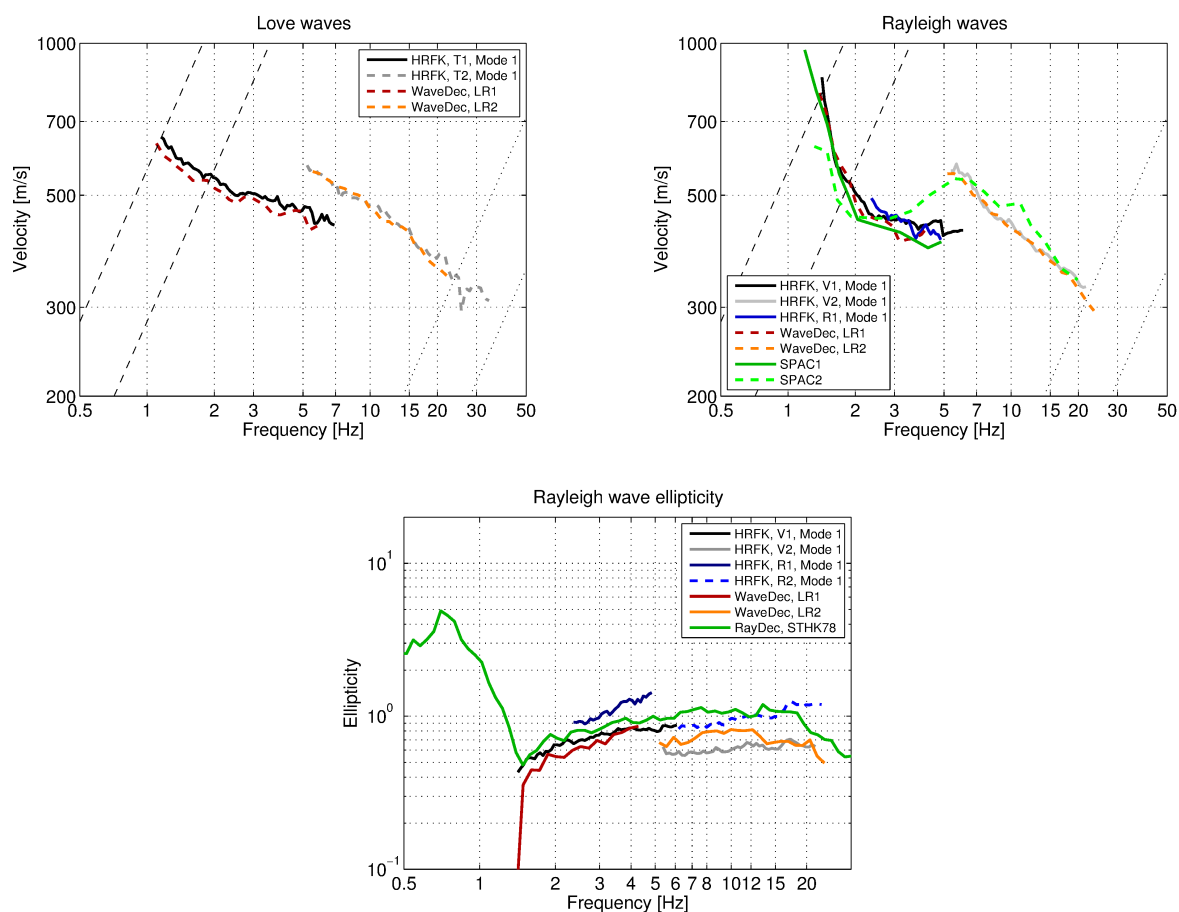 Love waves
1000
700
500
300
200
Velocity [m/s]
HRFK, T1, Mode 1
HRFK, T2, Mode 1
WaveDec, LR1
WaveDec, LR2
0.5 1 2 3 5 7 10 15 20 30 50
Frequency [Hz]
Rayleigh waves
1000
700
500
300
200
Velocity [m/s]
HRFK, V1, Mode 1
HRFK, V2, Mode 1
HRFK, R1, Mode 1
WaveDec, LR1
WaveDec, LR2
SPAC1
SPAC2
0.5 1 2 3 5 7 10 15 20 30 50
Frequency [Hz]
Rayleigh wave ellipticity
10^1
10^0
10^-1
Ellipticity
HRFK, V1, Mode 1
HRFK, V2, Mode 1
HRFK, R1, Mode 1
HRFK, R2, Mode 1
WaveDec, LR1
WaveDec, LR2
RayDec, STHK78
0.5 1 2 3 4 5 6 7 8 10 12 15 20
Frequency [Hz]